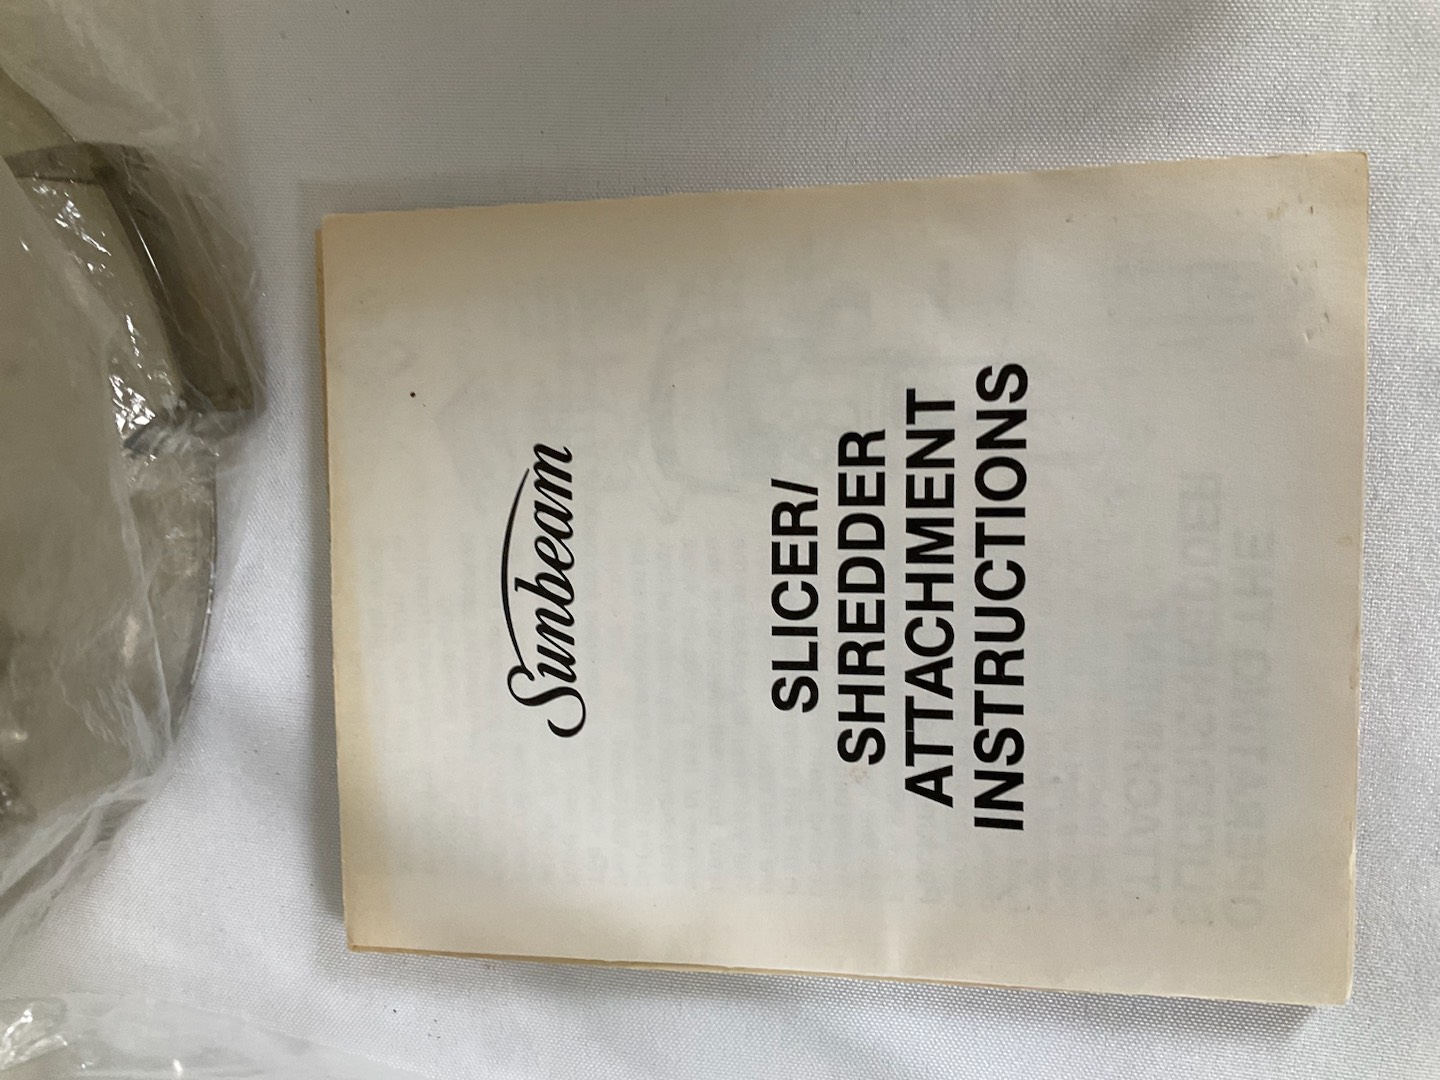 Sunbeam
SLICER/
SHREDDER
ATTACHMENT
INSTRUCTIONS